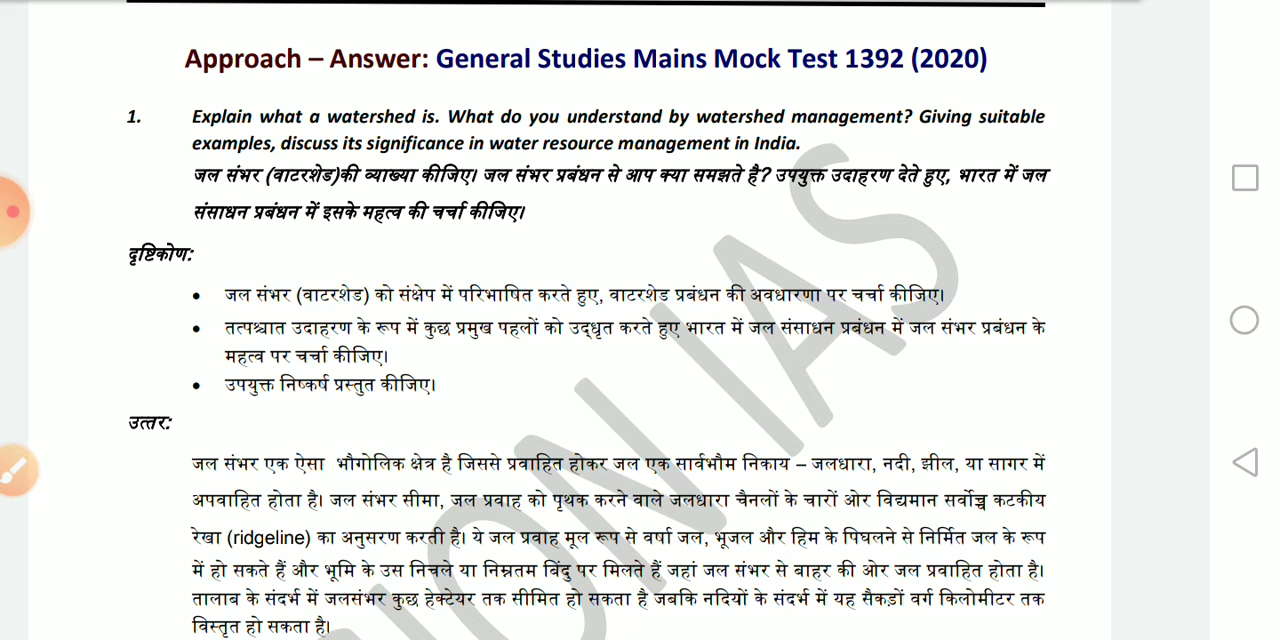 Approach – Answer: General Studies Mains Mock Test 1392 (2020)
1. Explain what a watershed is. What do you understand by watershed management? Giving suitable
examples, discuss its significance in water resource management in India.
जल संभर (वाटरशेड)की व्याख्या कीजिए। जल संभर प्रबंधन से आप क्या समझते है? उपयुक्त उदाहरण देते हुए, भारत में जल
संसाधन प्रबंधन में इसके महत्व की चर्चा कीजिए।
दृष्टिकोण:
• जल संभर (वाटरशेड) को संक्षेप में परिभाषित करते हुए, वाटरशेड प्रबंधन की अवधारणा पर चर्चा कीजिए।
• तत्पश्चात उदाहरण के रूप में कुछ प्रमुख पहलों को उद्धृत करते हुए भारत में जल संसाधन प्रबंधन में जल संभर प्रबंधन के
महत्व पर चर्चा कीजिए।
• उपयुक्त निष्कर्ष प्रस्तुत कीजिए।
उत्तर:
जल संभर एक ऐसा भौगोलिक क्षेत्र है जिससे प्रवाहित होकर जल एक सार्वभौम निकाय – जलधारा, नदी, झील, या सागर में
अपवाहित होता है। जल संभर सीमा, जल प्रवाह को पृथक करने वाले जलधारा चैनलों के चारों ओर विद्यमान सर्वोच्च कटकीय
रेखा (ridgeline) का अनुसरण करती है। ये जल प्रवाह मूल रूप से वर्षा जल, भूजल और हिम के पिघलने से निर्मित जल के रूप
में हो सकते हैं और भूमि के उस निचले या निम्नतम बिंदु पर मिलते हैं जहां जल संभर से बाहर की ओर जल प्रवाहित होता है।
तालाब के संदर्भ में जलसंभर कुछ हेक्टेयर तक सीमित हो सकता है जबकि नदियों के संदर्भ में यह सैकड़ों वर्ग किलोमीटर तक
विस्तृत हो सकता है।
ION IAS